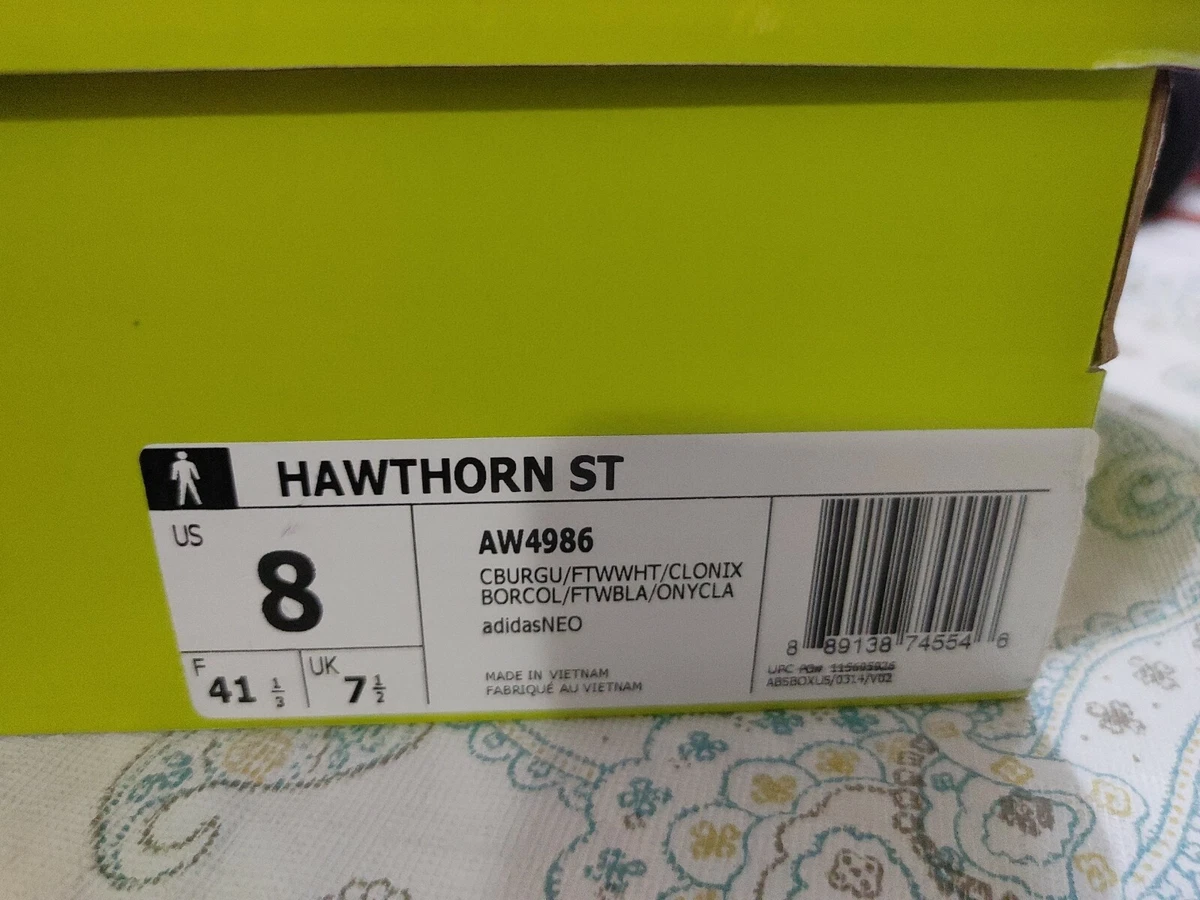 HAWTHORN ST
US
8
F
41 1/3
UK
7 1/2
AW4986
CBURGU/FTWWHT/CLONIX
BORCOL/FTWBLA/ONYCLA
adidasNEO
MADE IN VIETNAM
FABRIQUÉ AU VIETNAM
8 89138 74554 6
UPC
ABSBOXUS/0314/V02